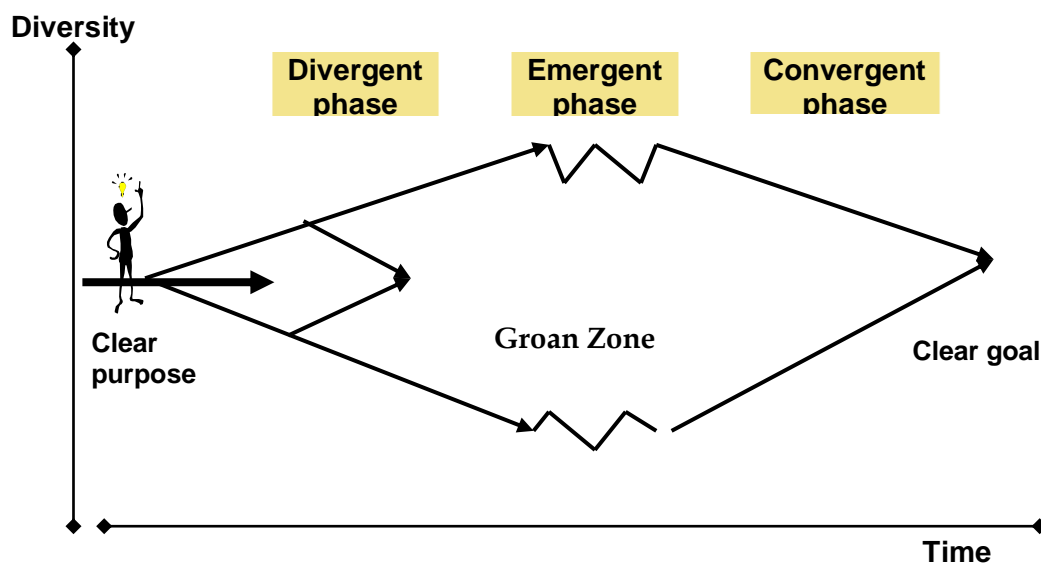 Diversity
Divergent
phase
Emergent
phase
Convergent
phase
Clear
purpose
Groan Zone
Clear goal
Time